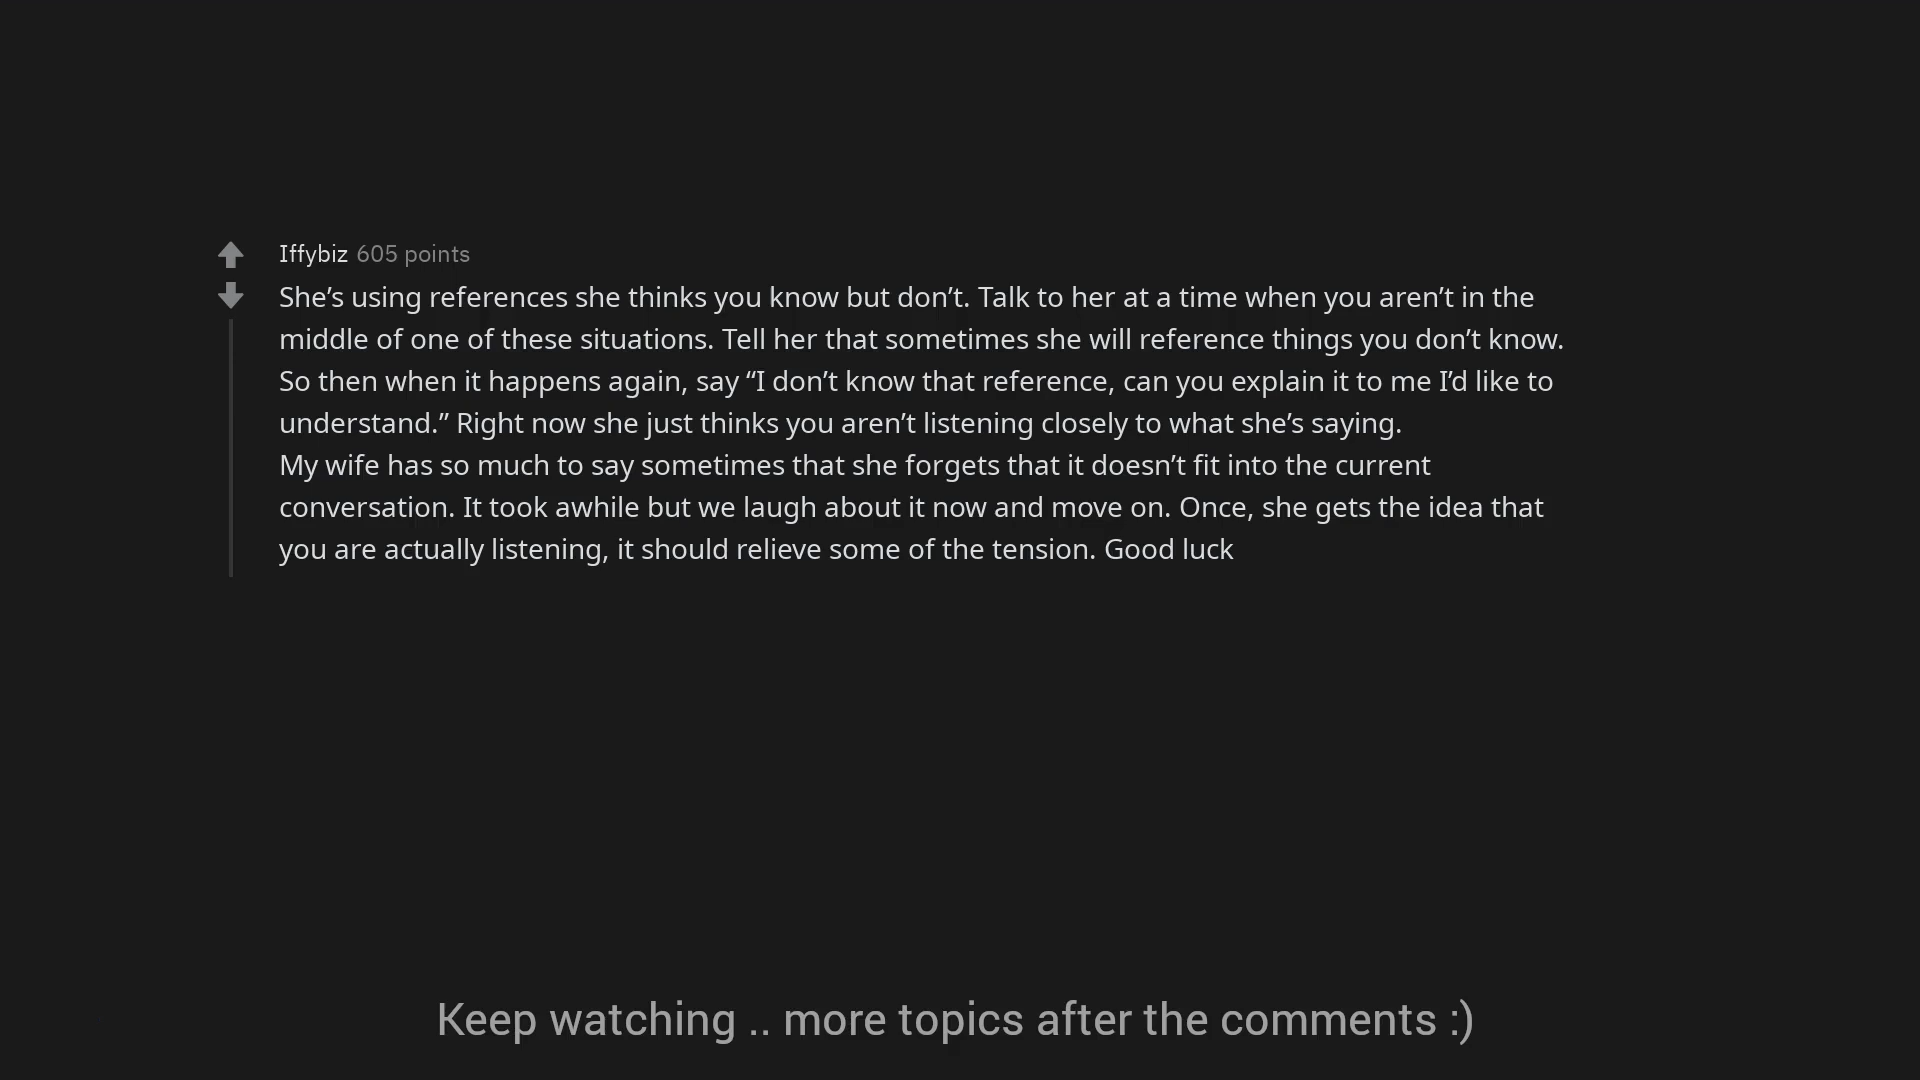 Iffybiz 605 points
She’s using references she thinks you know but don’t. Talk to her at a time when you aren’t in the
middle of one of these situations. Tell her that sometimes she will reference things you don’t know.
So then when it happens again, say “I don’t know that reference, can you explain it to me I’d like to
understand.” Right now she just thinks you aren’t listening closely to what she’s saying.
My wife has so much to say sometimes that she forgets that it doesn’t fit into the current
conversation. It took awhile but we laugh about it now and move on. Once, she gets the idea that
you are actually listening, it should relieve some of the tension. Good luck
Keep watching .. more topics after the comments :)